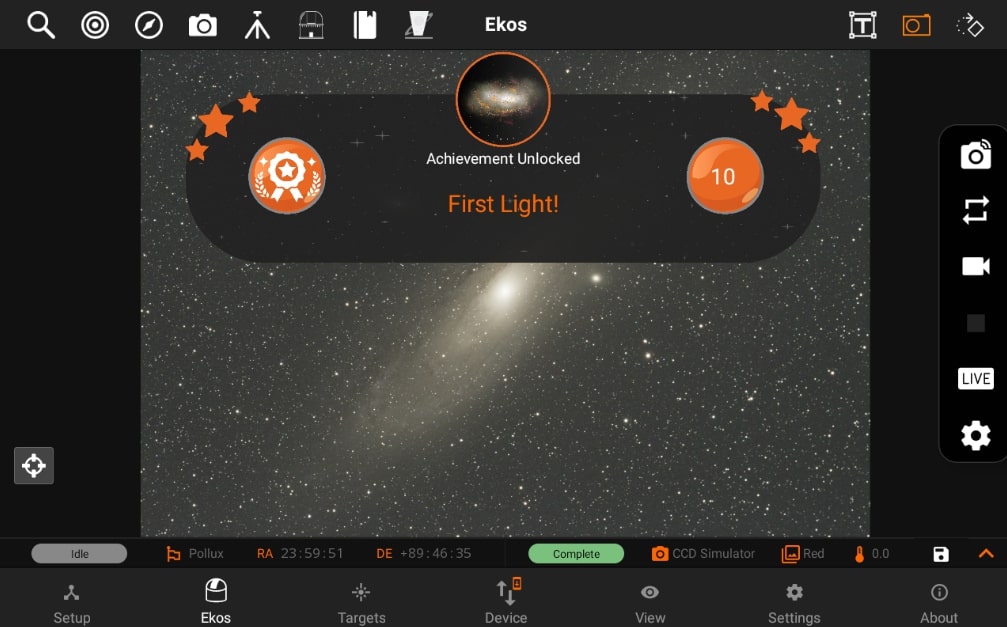 Ekos
T
Achievement Unlocked
10
First Light!
LIVE
Idle
Pollux
RA 23:59:51
DE +89:46:35
Complete
CCD Simulator
Red
0.0
Setup
Ekos
Targets
Device
View
Settings
About